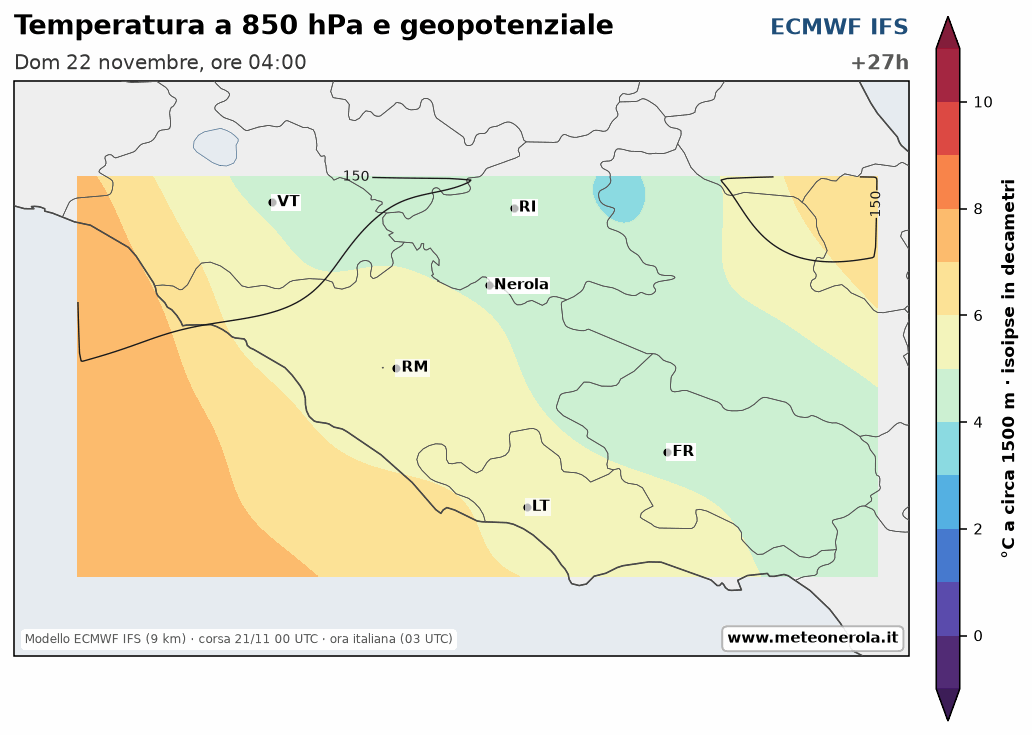 Temperatura a 850 hPa e geopotenziale
ECMWF IFS
Dom 22 novembre, ore 04:00
+27h
150
150
VT
RI
Nerola
RM
FR
LT
10
8
6
4
2
0
°C a circa 1500 m · isoipse in decametri
Modello ECMWF IFS (9 km) · corsa 21/11 00 UTC · ora italiana (03 UTC)
www.meteonerola.it